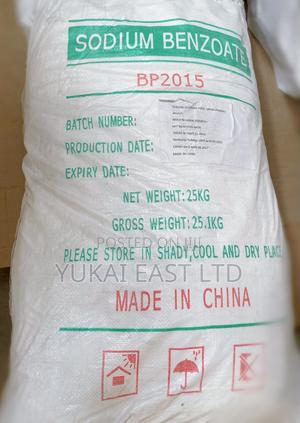 SODIUM BENZOATE
BP2015
BATCH NUMBER:
PRODUCTION DATE:
EXPIRY DATE:
NET WEIGHT:25KG
GROSS WEIGHT:25.1KG
PLEASE STORE IN SHADY,COOL AND DRY PLACE
POSTED ON JIJI
YUKAI EAST LTD
MADE IN CHINA